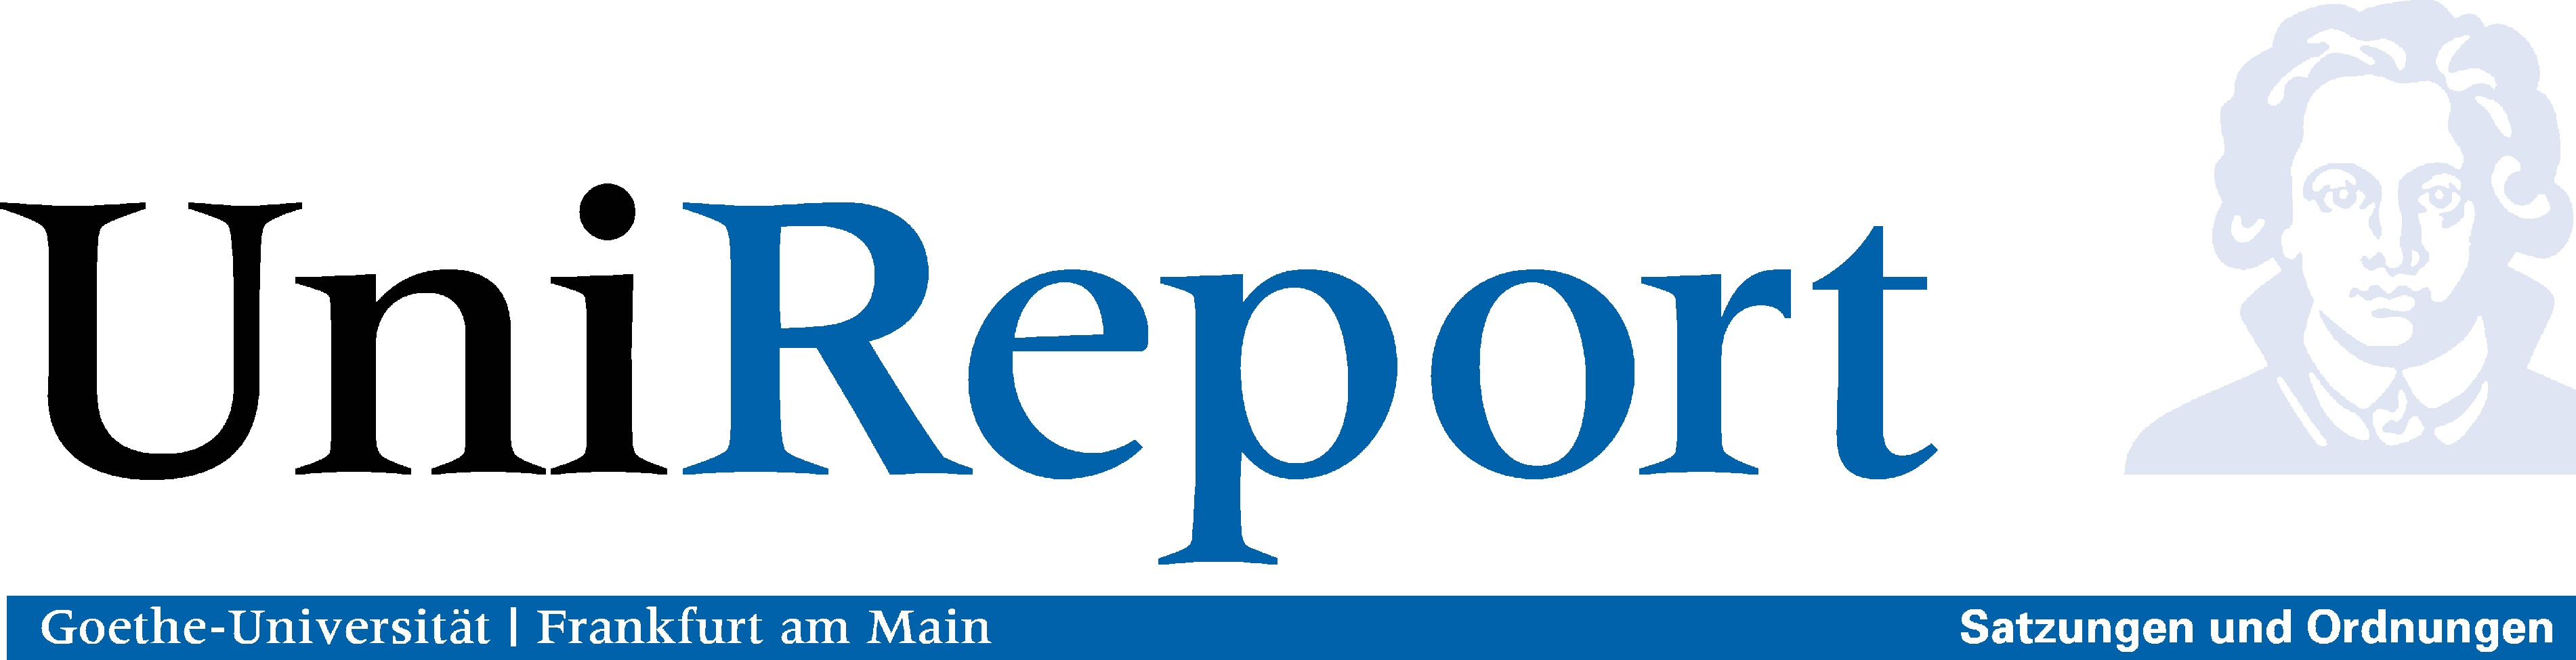 UniReport
Goethe-Universität | Frankfurt am Main
Satzungen und Ordnungen